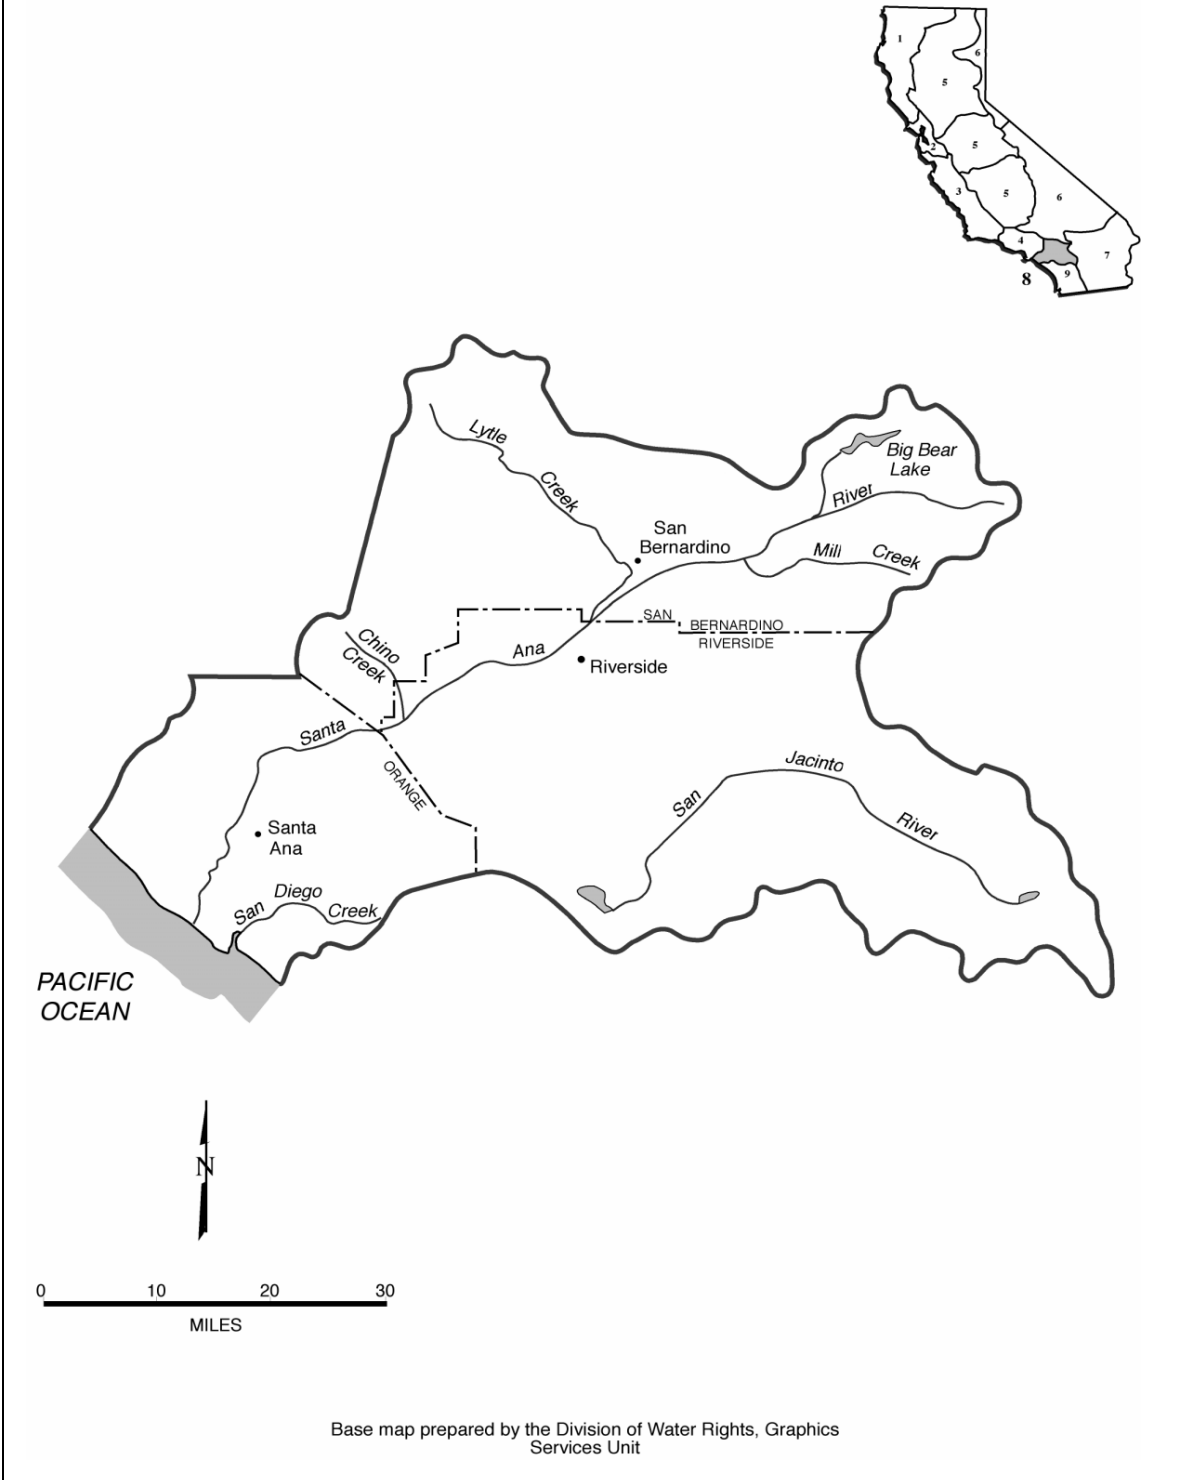 1
6
5
2
5
3
5
6
4
7
9
8
Lytle
Creek
Big Bear
Lake
River
San
Bernardino
Mill Creek
SAN
BERNARDINO
RIVERSIDE
Chino
Creek
Ana
Riverside
Santa
ORANGE
Jacinto
San
River
Santa
Ana
Diego
San
Creek
PACIFIC
OCEAN
N
0 10 20 30
MILES
Base map prepared by the Division of Water Rights, Graphics
Services Unit